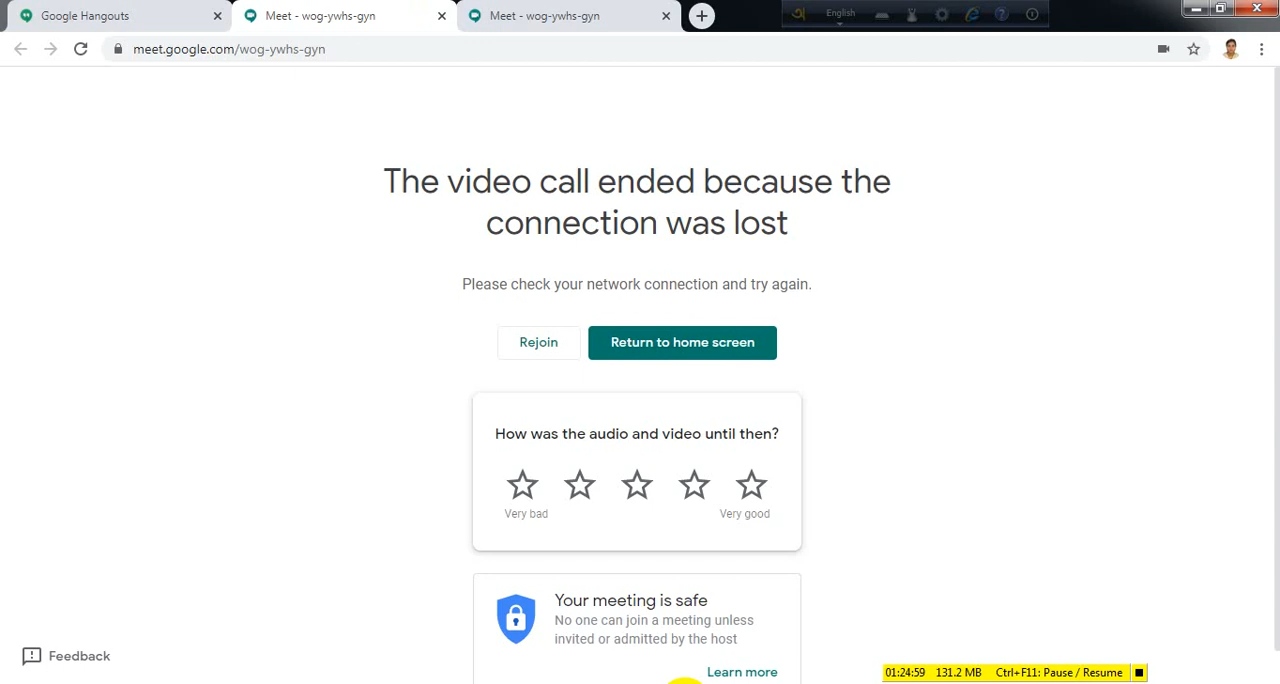 Google Hangouts
Meet - wog-ywhs-gyn
Meet - wog-ywhs-gyn
English
meet.google.com/wog-ywhs-gyn
The video call ended because the
connection was lost
Please check your network connection and try again.
Rejoin
Return to home screen
How was the audio and video until then?
Very bad
Very good
Your meeting is safe
No one can join a meeting unless
invited or admitted by the host
Learn more
Feedback
01:24:59 131.2 MB Ctrl+F11: Pause / Resume